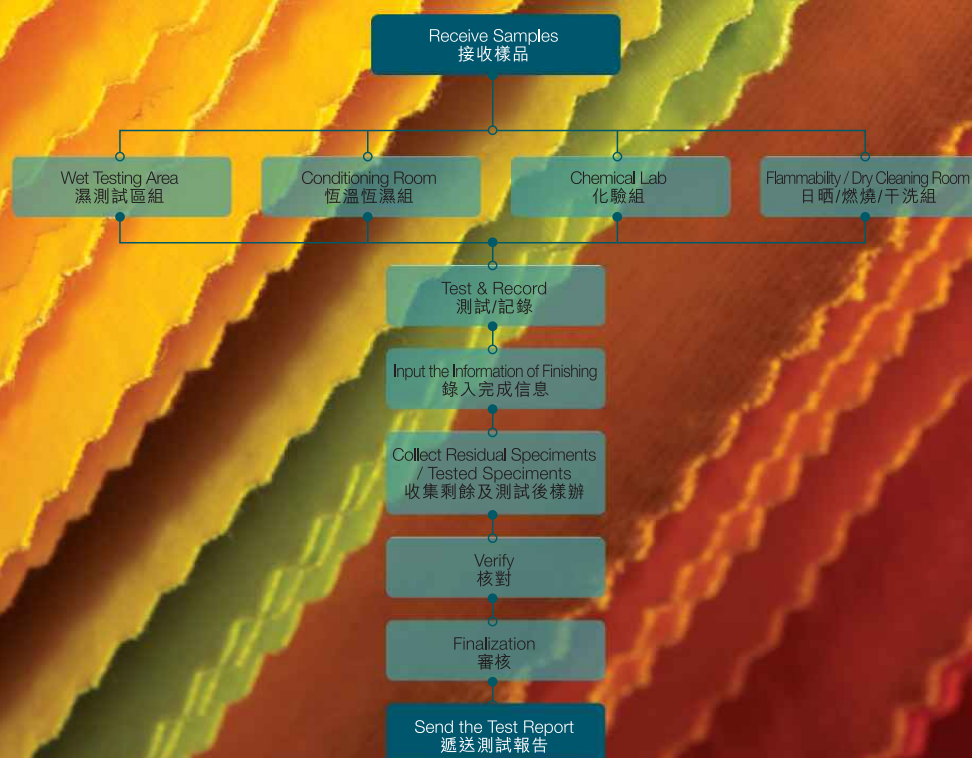 Receive Samples
接收樣品
Wet Testing Area
濕測試區組
Conditioning Room
恆溫恆濕組
Chemical Lab
化驗組
Flammability / Dry Cleaning Room
日晒/燃燒/干洗組
Test & Record
測試/記錄
Input the Information of Finishing
錄入完成信息
Collect Residual Speciments
/ Tested Speciments
收集剩餘及測試後樣辦
Verify
核對
Finalization
審核
Send the Test Report
遞送測試報告